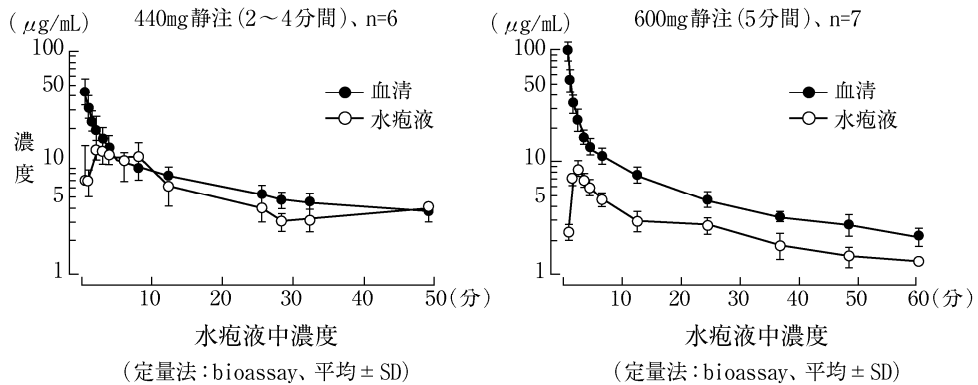 440mg静注(2～4分間)、n=6
(μg/mL)
100
50
10
5
1
濃度
血清
水疱液
10
20
30
40
50(分)
水疱液中濃度
(定量法:bioassay、平均±SD)
600mg静注(5分間)、n=7
(μg/mL)
100
50
10
5
1
血清
水疱液
10
20
30
40
50
60(分)
水疱液中濃度
(定量法:bioassay、平均±SD)